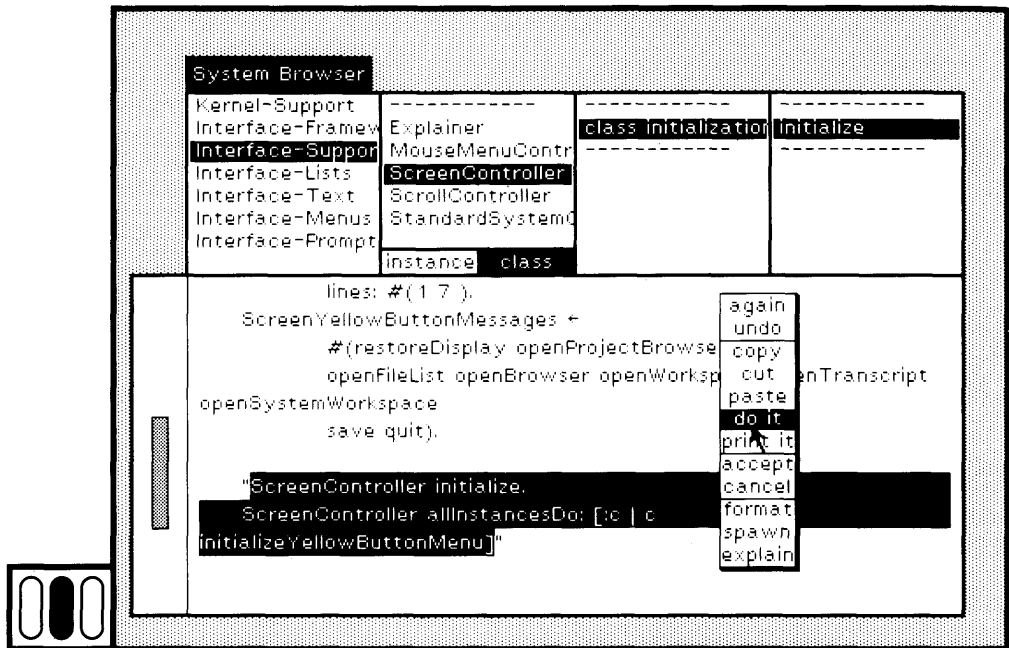 System Browser
Kernel-Support
Interface-Framew
Interface-Suppor
Interface-Lists
Interface-Text
Interface-Menus
Interface-Prompt
------------
Explainer
MouseMenuContr
ScreenController
ScrollController
StandardSystemC
instance class
------------
class initialization
------------
------------
initialize
------------
lines: #(1 7 ).
ScreenYellowButtonMessages ←
#(restoreDisplay openProjectBrowse
openFileList openBrowser openWorksp enTranscript
openSystemWorkspace
save quit).
"ScreenController initialize.
ScreenController allInstancesDo: [:c | c
initializeYellowButtonMenu]"
again
undo
copy
cut
paste
do it
print it
accept
cancel
format
spawn
explain